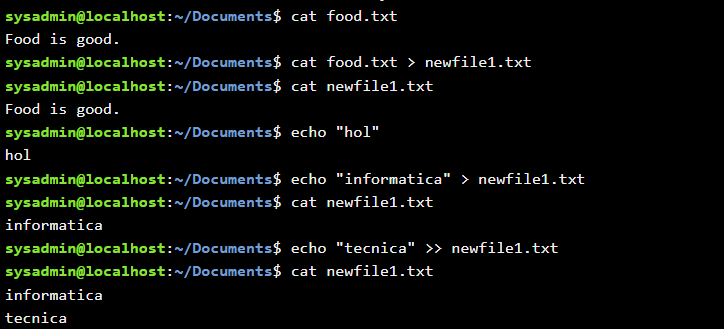 sysadmin@localhost:~/Documents$ cat food.txt
Food is good.
sysadmin@localhost:~/Documents$ cat food.txt > newfile1.txt
sysadmin@localhost:~/Documents$ cat newfile1.txt
Food is good.
sysadmin@localhost:~/Documents$ echo "hol"
hol
sysadmin@localhost:~/Documents$ echo "informatica" > newfile1.txt
sysadmin@localhost:~/Documents$ cat newfile1.txt
informatica
sysadmin@localhost:~/Documents$ echo "tecnica" >> newfile1.txt
sysadmin@localhost:~/Documents$ cat newfile1.txt
informatica
tecnica